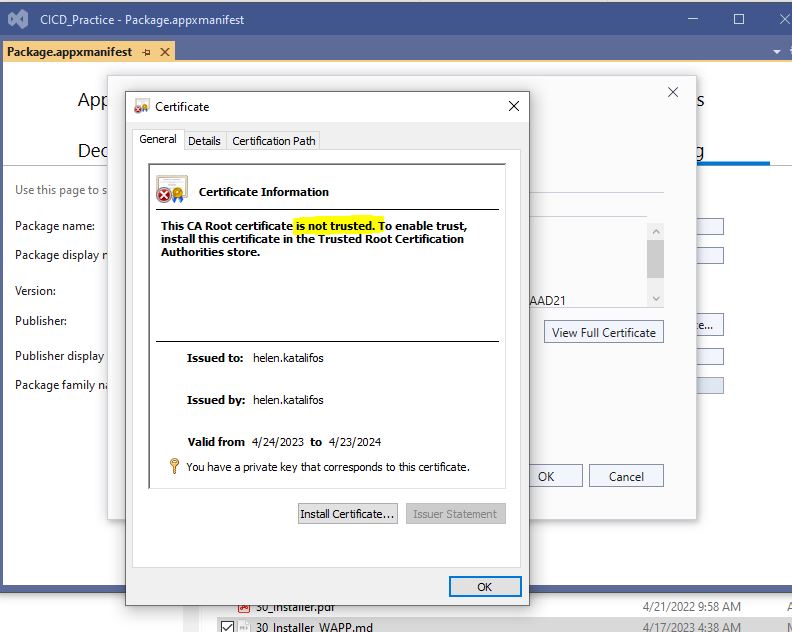 CICD_Practice - Package.appxmanifest
Package.appxmanifest
Certificate
General Details Certification Path
Certificate Information
This CA Root certificate is not trusted. To enable trust,
install this certificate in the Trusted Root Certification
Authorities store.
Issued to: helen.katalifos
Issued by: helen.katalifos
Valid from 4/24/2023 to 4/23/2024
You have a private key that corresponds to this certificate.
Install Certificate... Issuer Statement
OK
Use this page to s
Package name:
Package display
Version:
Publisher:
Publisher display
Package family
AAD21
View Full Certificate
OK Cancel
30_Installer.pdf 4/21/2022 9:58 AM
30_Installer_WAPP.md 4/17/2023 4:38 AM